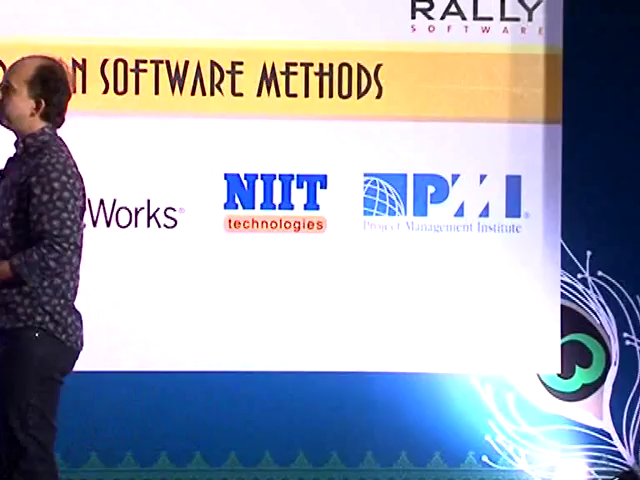 RALLY
SOFTWARE
N SOFTWARE METHODS
Works
NIIT
technologies
PMI
Project Management Institute